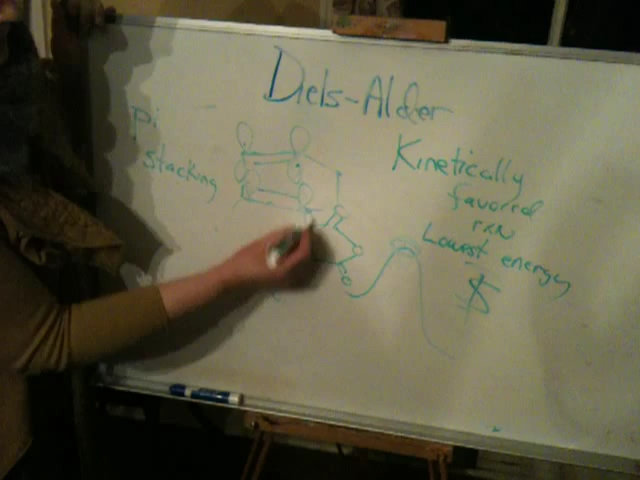 Diels-Alder
Pi
stacking
Kinetically
favored
rxn
Lowest energy
$